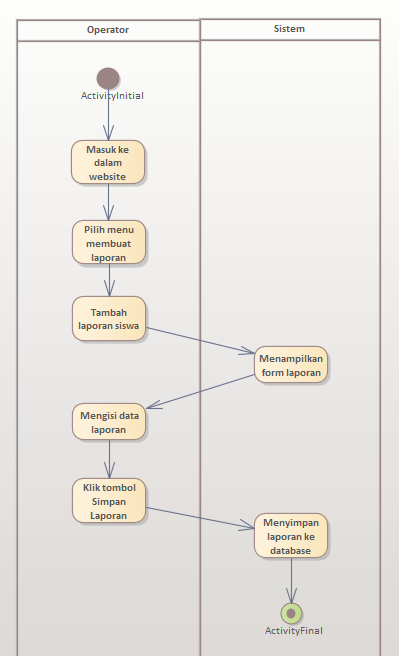 Operator
Sistem
ActivityInitial
Masuk ke
dalam
website
Pilih menu
membuat
laporan
Tambah
laporan siswa
Menampilkan
form laporan
Mengisi data
laporan
Klik tombol
Simpan
Laporan
Menyimpan
laporan ke
database
ActivityFinal